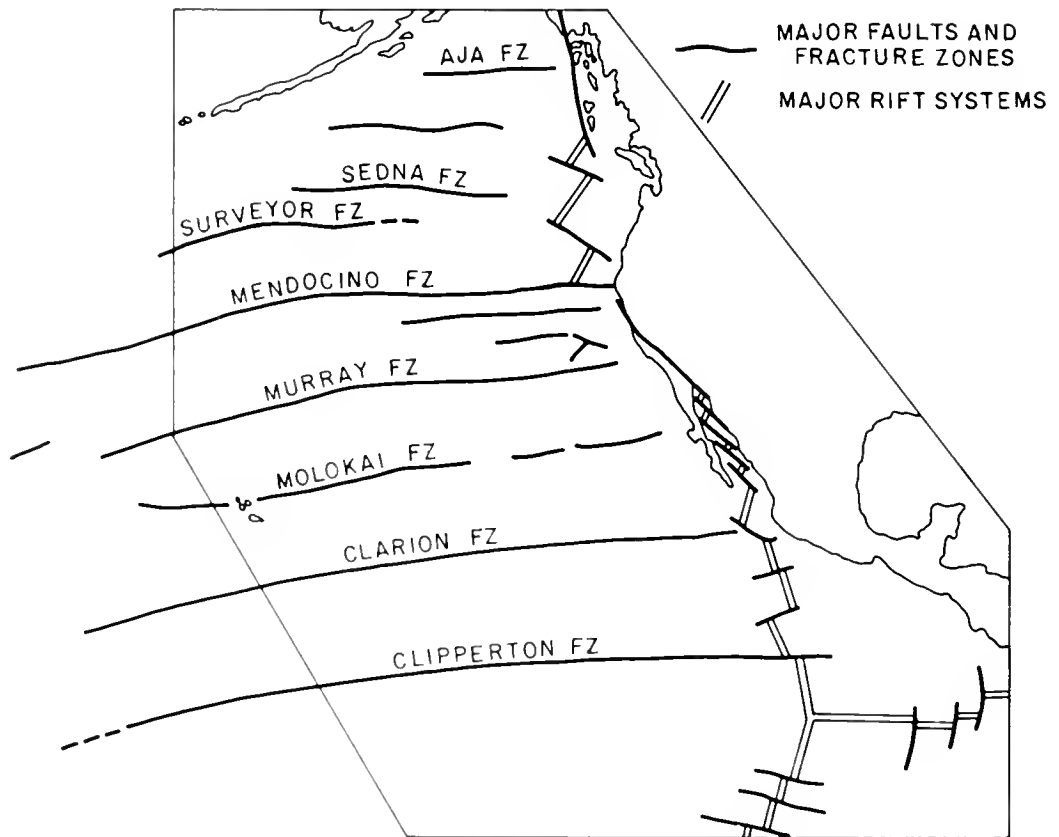 MAJOR FAULTS AND
FRACTURE ZONES
MAJOR RIFT SYSTEMS
AJA FZ
SEDNA FZ
SURVEYOR FZ
MENDOCINO FZ
MURRAY FZ
MOLOKAI FZ
CLARION FZ
CLIPPERTON FZ